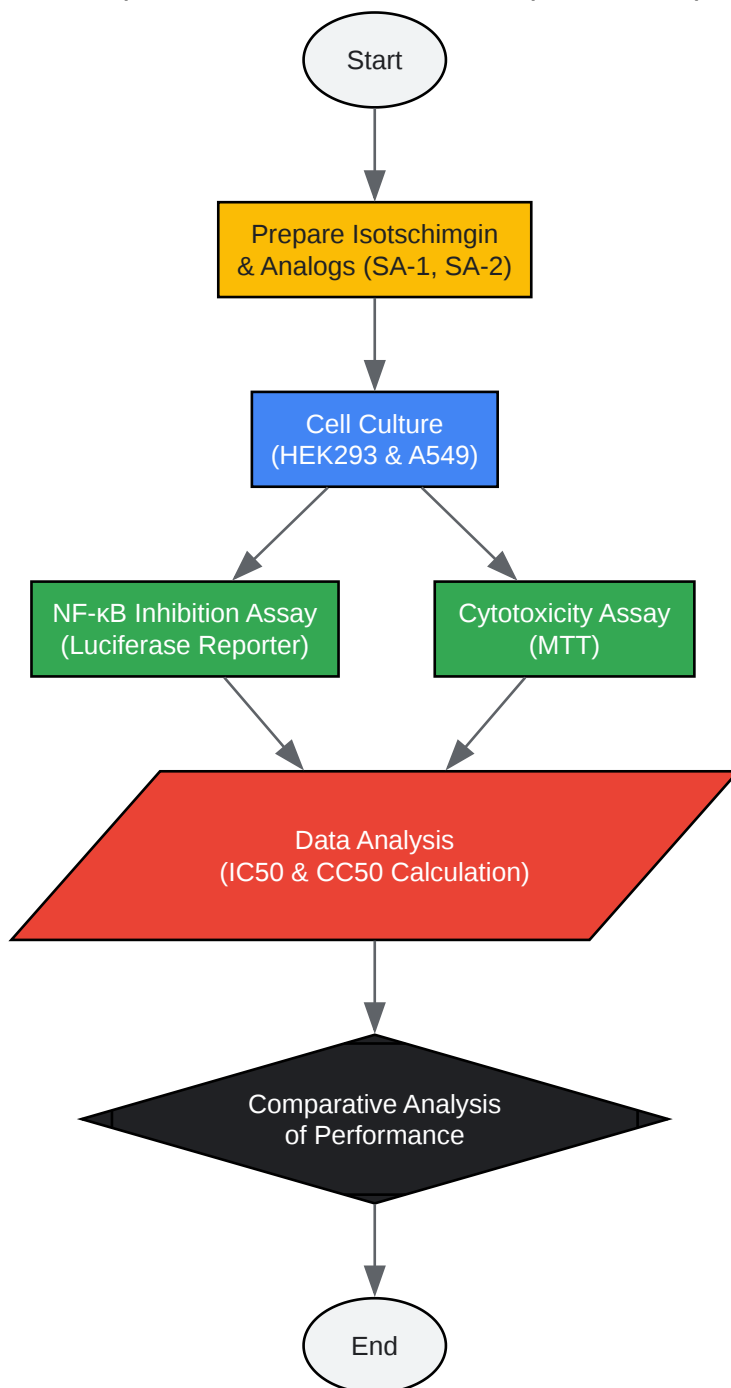 Start
Prepare Isotschimgin
& Analogs (SA-1, SA-2)
Cell Culture
(HEK293 & A549)
NF-κB Inhibition Assay
(Luciferase Reporter)
Cytotoxicity Assay
(MTT)
Data Analysis
(IC50 & CC50 Calculation)
Comparative Analysis
of Performance
End